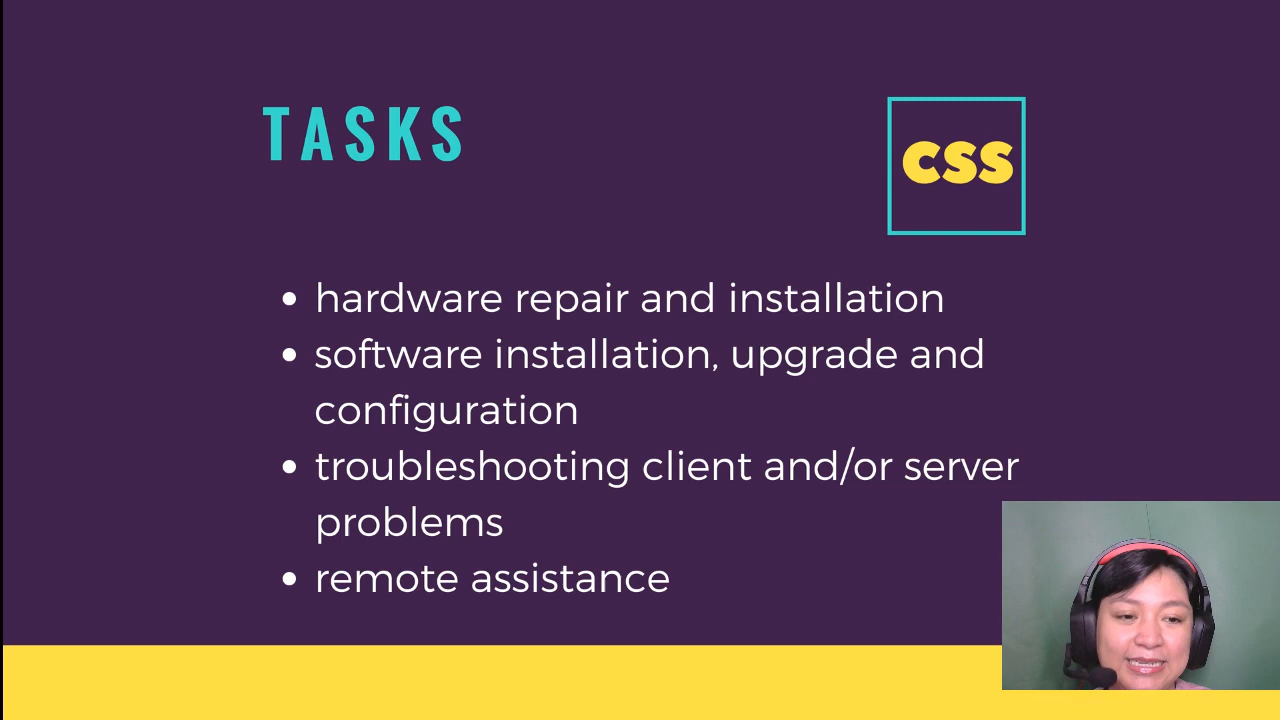 TASKS
CSS
• hardware repair and installation
• software installation, upgrade and
configuration
• troubleshooting client and/or server
problems
• remote assistance